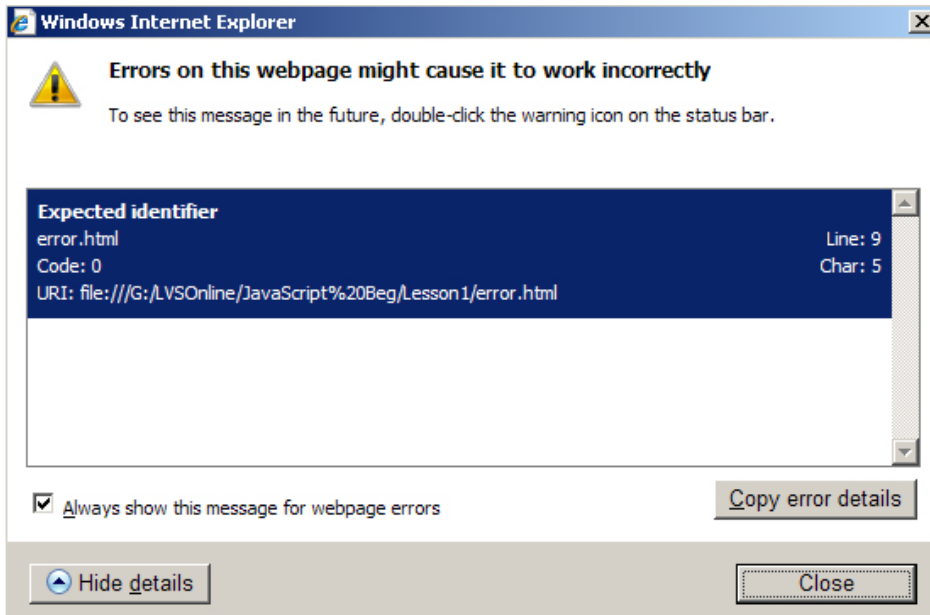 Windows Internet Explorer
Errors on this webpage might cause it to work incorrectly
To see this message in the future, double-click the warning icon on the status bar.
Expected identifier
error.html Line: 9
Code: 0 Char: 5
URI: file:///G:/LVSOnline/JavaScript%20Beg/Lesson1/error.html
Always show this message for webpage errors
Copy error details
Hide details
Close